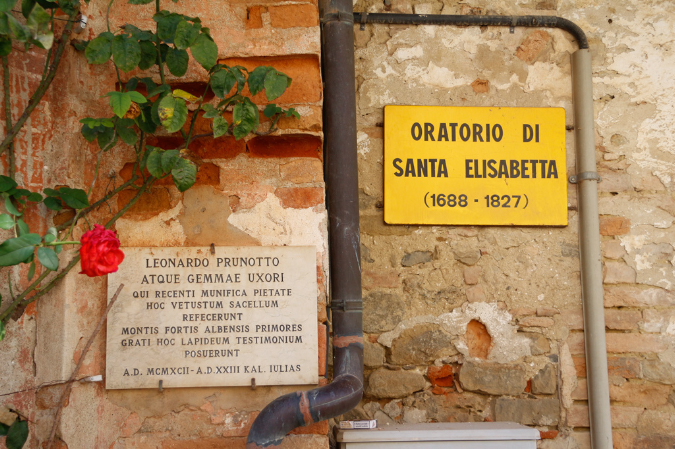 LEONARDO PRUNOTTO
ATQUE GEMMAE UXORI
QUI RECENTI MUNIFICA PIETATE
HOC VETUSTUM SACELLUM
REFECERUNT
MONTIS FORTIS ALBENSIS PRIMORES
GRATI HOC LAPIDEUM TESTIMONIUM
POSUERUNT
A.D. MCMXCII - A.D. XXIII KAL. IULIAS
ORATORIO DI
SANTA ELISABETTA
(1688 - 1827)